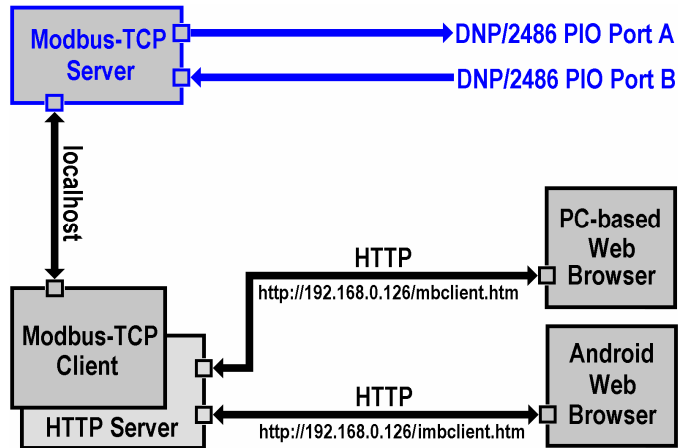 Modbus-TCP
Server
DNP/2486 PIO Port A
DNP/2486 PIO Port B
localhost
PC-based
Web
Browser
HTTP
http://192.168.0.126/mbclient.htm
Modbus-TCP
Client
HTTP Server
Android
Web
Browser
HTTP
http://192.168.0.126/imbclient.htm